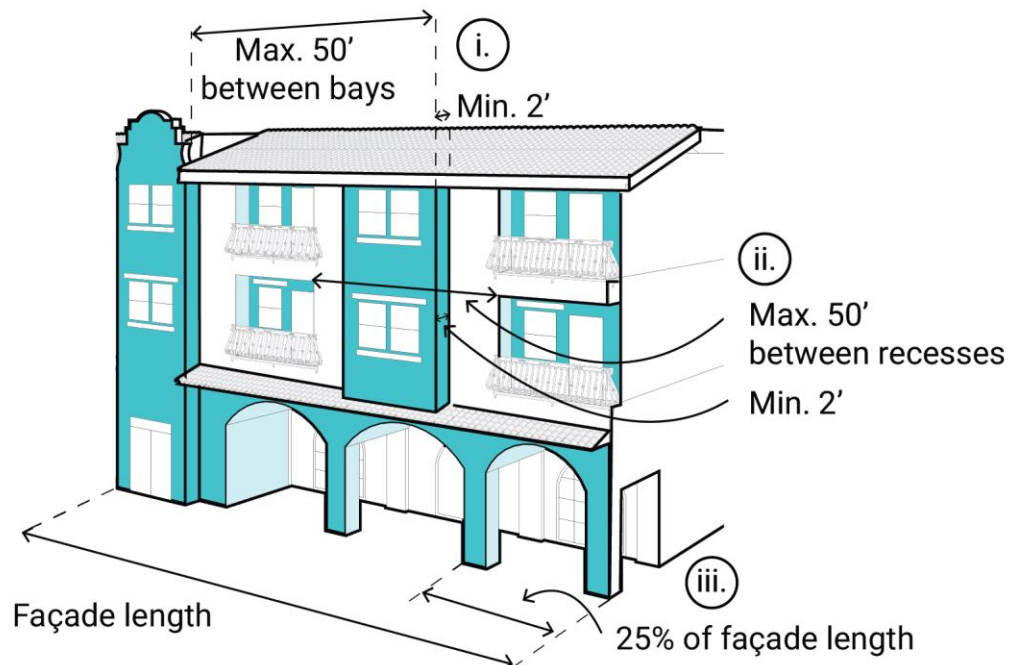 Max. 50’
between bays
i.
Min. 2’
ii.
Max. 50’
between recesses
Min. 2’
iii.
Façade length
25% of façade length